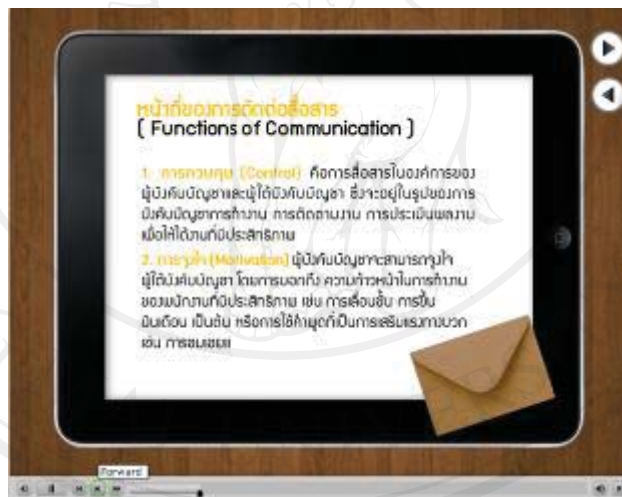 หน้าที่ของการติดต่อสื่อสาร
( Functions of Communication )
1. การควบคุม (Control) คือการสื่อสารในองค์การของ
ผู้บังคับบัญชาและผู้ใต้บังคับบัญชา ซึ่งจะอยู่ในรูปของการ
บังคับบัญชาการทำงาน การติดตามงาน การประเมินผลงาน
เพื่อให้ได้งานที่มีประสิทธิภาพ
2. การจูงใจ (Motivation) ผู้บังคับบัญชาจะสามารถจูงใจ
ผู้ใต้บังคับบัญชา โดยการบอกถึง ความก้าวหน้าในการทำงาน
ของพนักงานที่มีประสิทธิภาพ เช่น การเลื่อนขั้น การขึ้น
เงินเดือน เป็นต้น หรือการใช้คำพูดที่เป็นการเสริมแรงทางบวก
เช่น การชมเชย
Forward